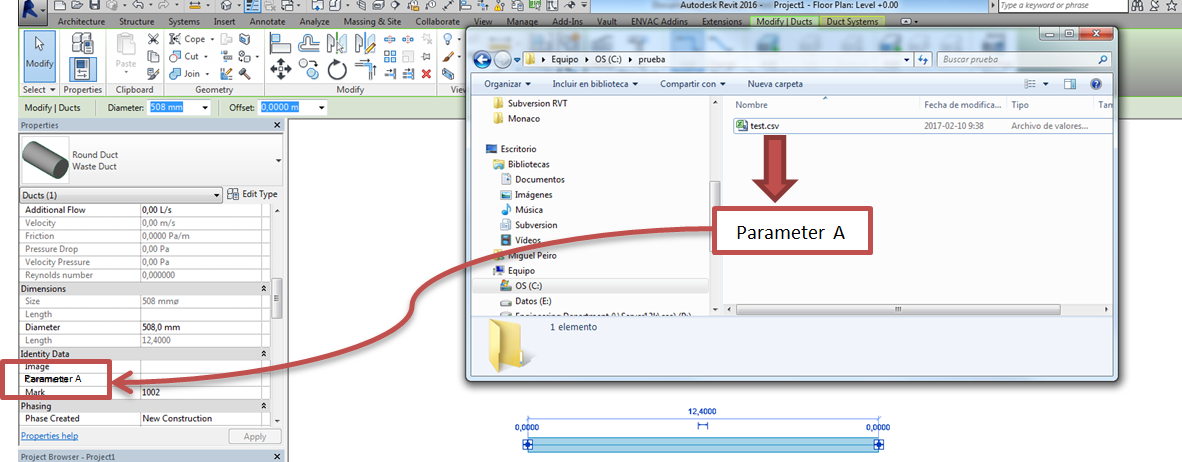 Autodesk Revit 2016 - Project1 - Floor Plan: Level +0.00
Type a keyword or phrase
Architecture Structure Systems Insert Annotate Analyze Massing & Site Collaborate View Manage Add-Ins Vault ENVAC Addins Extensions Modify | Ducts Duct Systems
Modify
Paste
Cope
Cut
Join
Select Properties Clipboard Geometry Modify
Modify | Ducts Diameter: 508 mm Offset: 0,0000 m
Properties
Round Duct
Waste Duct
Ducts (1) Edit Type
Additional Flow 0,00 L/s
Velocity 0,00 m/s
Friction 0,0000 Pa/m
Pressure Drop 0,00 Pa
Velocity Pressure 0,00 Pa
Reynolds number 0,000000
Dimensions
Size 508 mmø
Length
Diameter 508,0 mm
Length 12,4000
Identity Data
Image
Parameter A
Mark 1002
Phasing
Phase Created New Construction
Properties help Apply
Project Browser - Project1
Equipo OS (C:) prueba
Buscar prueba
Organizar Incluir en biblioteca Compartir con Nueva carpeta
Subversion RVT
Monaco
Escritorio
Bibliotecas
Documentos
Imágenes
Música
Subversion
Vídeos
Miguel Peiro
Equipo
OS (C:)
Datos (E:)
Nombre Fecha de modifica... Tipo Tam
test.csv 2017-02-10 9:38 Archivo de valores...
Parameter A
1 elemento
12,4000
0,0000 0,0000